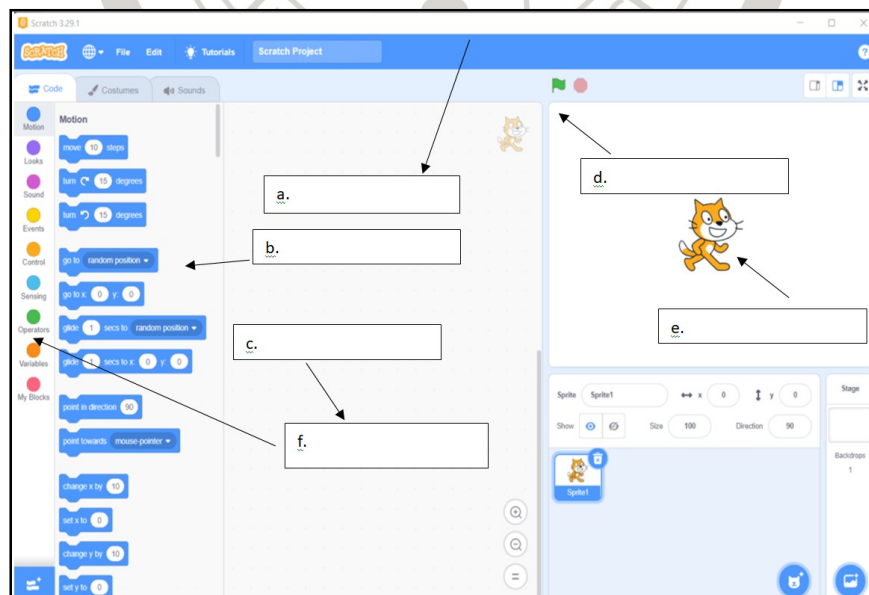 Scratch 3.29.1
SCRATCH File Edit Tutorials Scratch Project ?
Code Costumes Sounds
Motion
Looks
Sound
Events
Control
Sensing
Operators
Variables
My Blocks
Motion
move 10 steps
turn 15 degrees
turn 15 degrees
go to random position
go to x: 0 y: 0
glide 1 secs to random position
glide 1 secs to x: 0 y: 0
point in direction 90
point towards mouse-pointer
change x by 10
set x to 0
change y by 10
set y to 0
a.
b.
c.
f.
d.
e.
Sprite Sprite1 x 0 y 0
Show Size 100 Direction 90
Sprite1
Stage
Backdrops
1